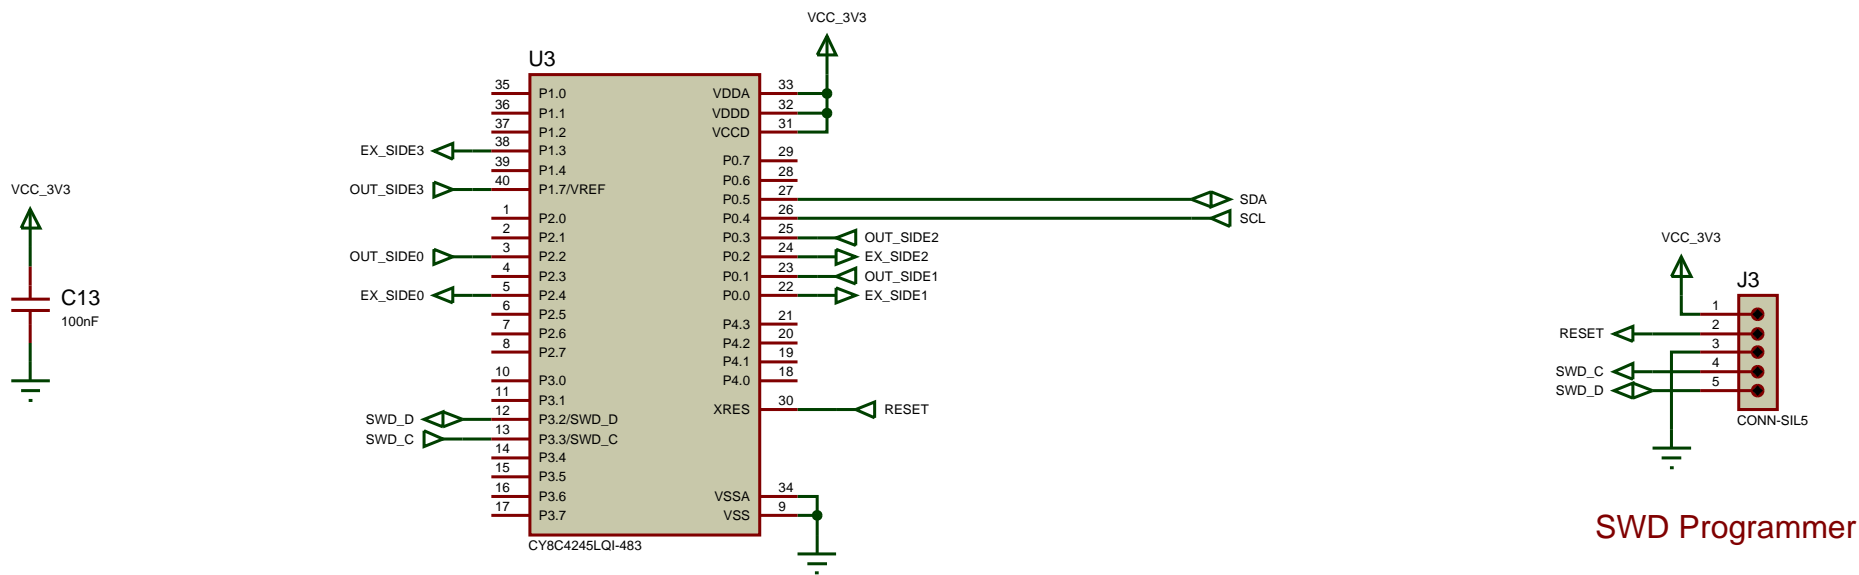 VCC_3V3
C13
100nF
VCC_3V3
U3
35 P1.0
36 P1.1
37 P1.2
EX_SIDE3 38 P1.3
39 P1.4
OUT_SIDE3 40 P1.7/VREF
1 P2.0
2 P2.1
OUT_SIDE0 3 P2.2
4 P2.3
EX_SIDE0 5 P2.4
6 P2.5
7 P2.6
8 P2.7
10 P3.0
11 P3.1
SWD_D 12 P3.2/SWD_D
SWD_C 13 P3.3/SWD_C
14 P3.4
15 P3.5
16 P3.6
17 P3.7
VDDA 33
VDDD 32
VCCD 31
P0.7 29
P0.6 28
P0.5 27 SDA
P0.4 26 SCL
P0.3 25 OUT_SIDE2
P0.2 24 EX_SIDE2
P0.1 23 OUT_SIDE1
P0.0 22 EX_SIDE1
P4.3 21
P4.2 20
P4.1 19
P4.0 18
XRES 30 RESET
VSSA 34
VSS 9
CY8C4245LQI-483
VCC_3V3
J3
1
RESET 2
3
SWD_C 4
SWD_D 5
CONN-SIL5
SWD Programmer